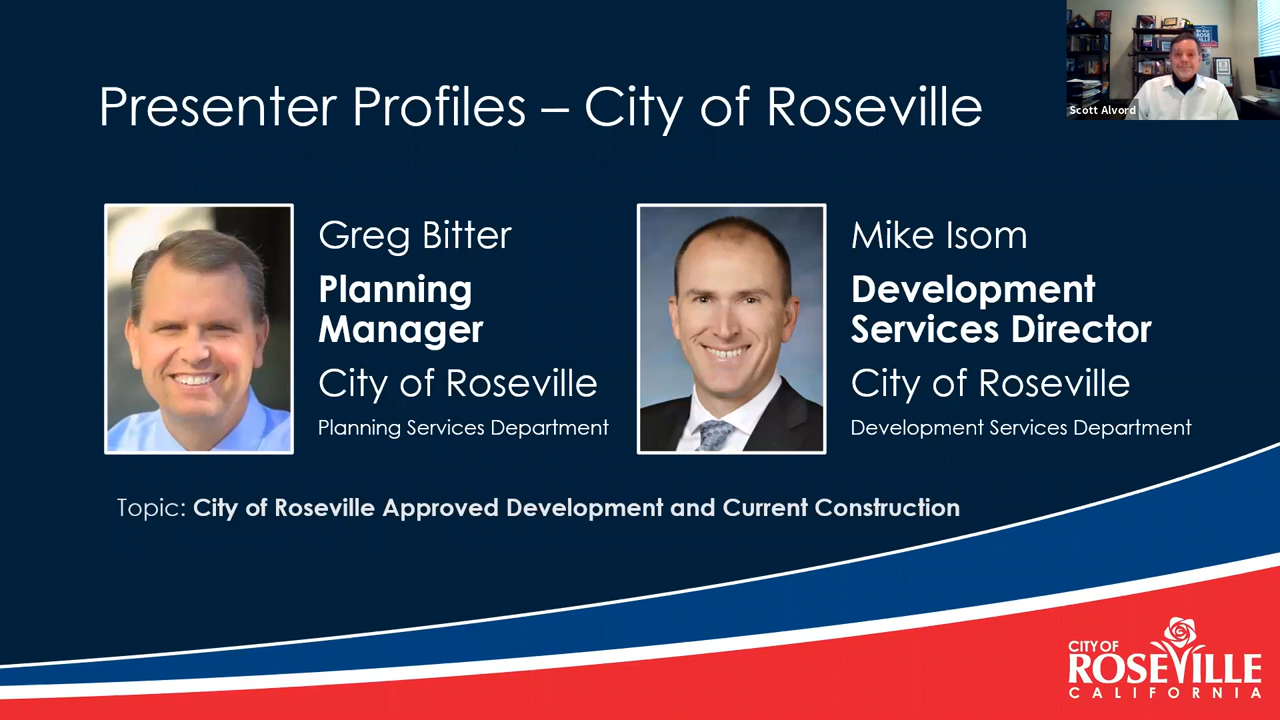 Presenter Profiles – City of Roseville
Scott Alvord
Greg Bitter
Planning
Manager
City of Roseville
Planning Services Department
Mike Isom
Development
Services Director
City of Roseville
Development Services Department
Topic: City of Roseville Approved Development and Current Construction
CITY OF
ROSEVILLE
CALIFORNIA